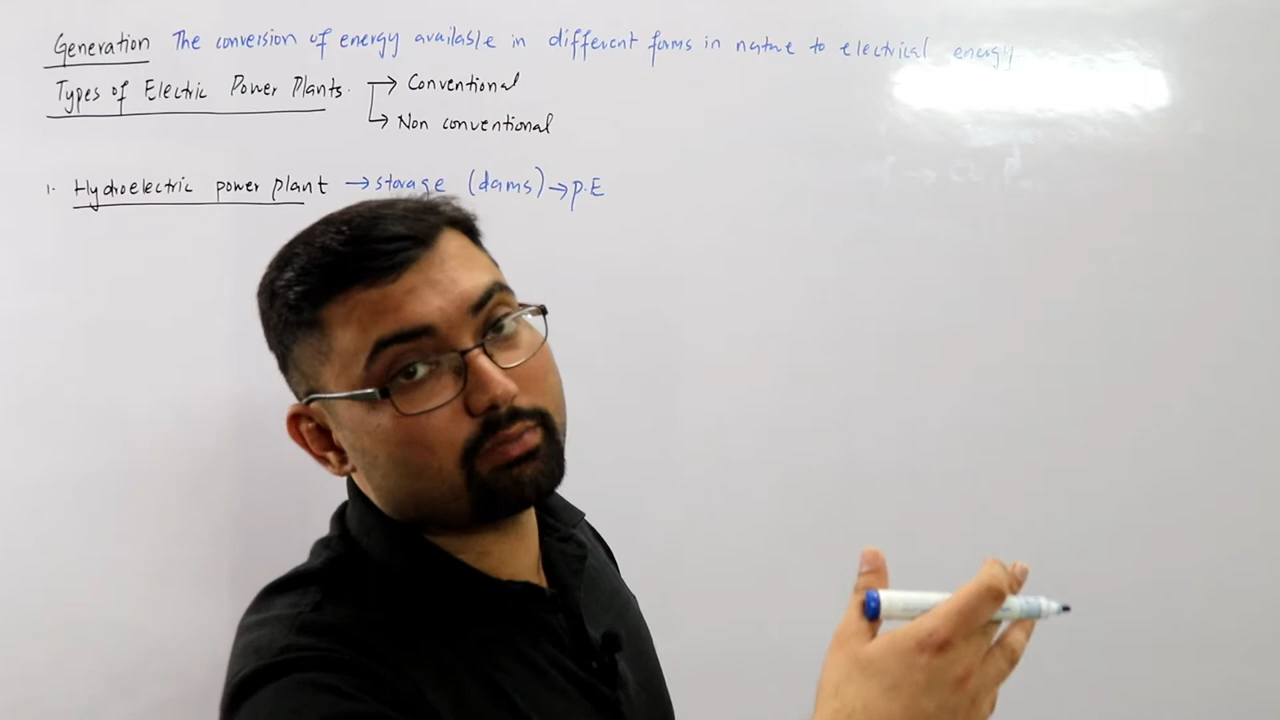 Generation The conversion of energy available in different forms in nature to electrical energy
Types of Electric Power Plants. → Conventional
→ Non conventional
1. Hydroelectric power plant → storage (dams) → P.E